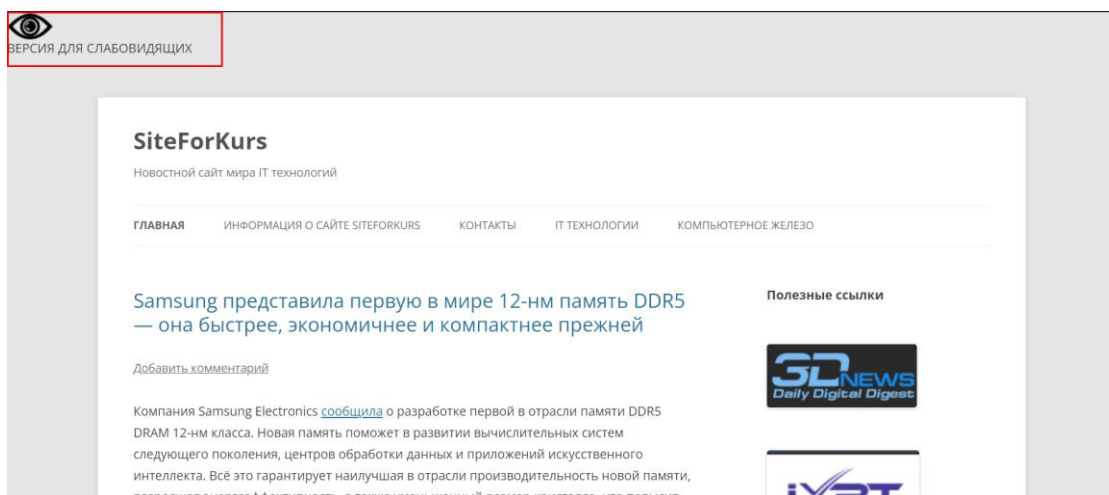 ВЕРСИЯ ДЛЯ СЛАБОВИДЯЩИХ
SiteForKurs
Новостной сайт мира IT технологий
ГЛАВНАЯ ИНФОРМАЦИЯ О САЙТЕ SITEFORKURS КОНТАКТЫ IT ТЕХНОЛОГИИ КОМПЬЮТЕРНОЕ ЖЕЛЕЗО
Samsung представила первую в мире 12-нм память DDR5
— она быстрее, экономичнее и компактнее прежней
Добавить комментарий
Компания Samsung Electronics сообщила о разработке первой в отрасли памяти DDR5
DRAM 12-нм класса. Новая память поможет в развитии вычислительных систем
следующего поколения, центров обработки данных и приложений искусственного
интеллекта. Всё это гарантирует наилучшая в отрасли производительность новой памяти,
Полезные ссылки
3DNEWS
Daily Digital Digest